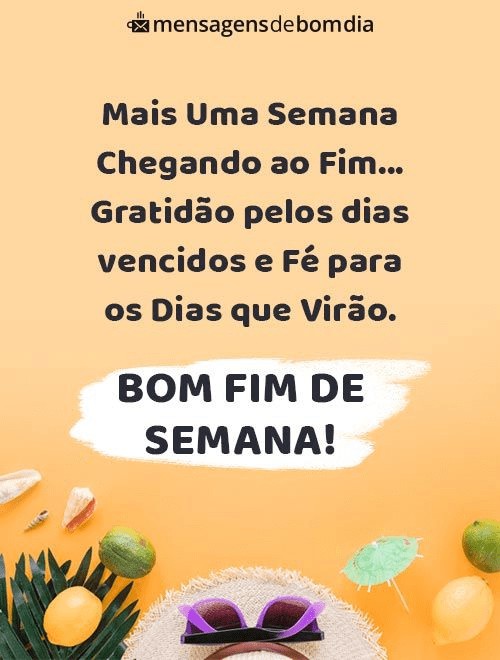 mensagensdebomdia
Mais Uma Semana
Chegando ao Fim...
Gratidão pelos dias
vencidos e Fé para
os Dias que Virão.
BOM FIM DE
SEMANA!